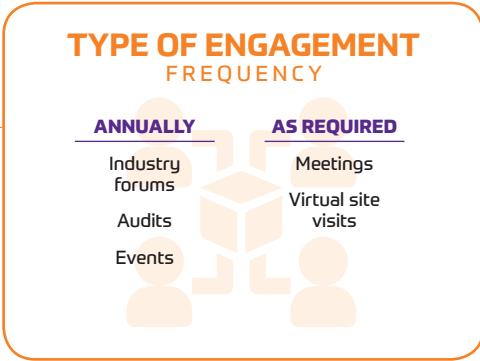 TYPE OF ENGAGEMENT
FREQUENCY
ANNUALLY
Industry
forums
Audits
Events
AS REQUIRED
Meetings
Virtual site
visits